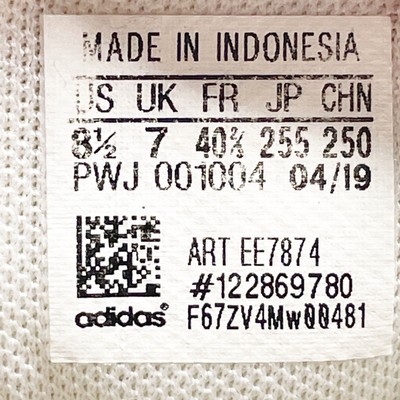 MADE IN INDONESIA
US UK FR JP CHN
8½ 7 40⅔ 255 250
PWJ 001004 04/19
ART EE7874
#122869780
adidas® F67ZV4Mw00481